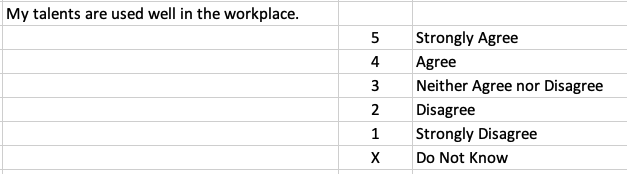 My talents are used well in the workplace.
5 Strongly Agree
4 Agree
3 Neither Agree nor Disagree
2 Disagree
1 Strongly Disagree
X Do Not Know